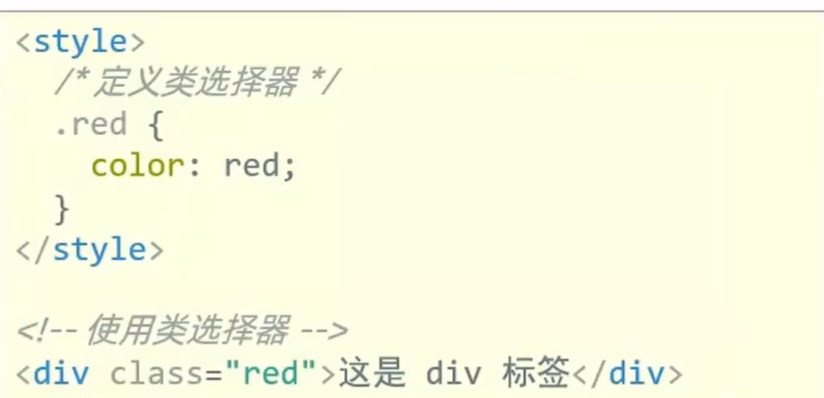 <style>
/* 定义类选择器 */
.red {
color: red;
}
</style>
<!-- 使用类选择器 -->
<div class="red">这是 div 标签</div>